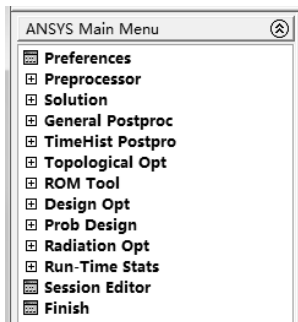 ANSYS Main Menu
Preferences
Preprocessor
Solution
General Postproc
TimeHist Postpro
Topological Opt
ROM Tool
Design Opt
Prob Design
Radiation Opt
Run-Time Stats
Session Editor
Finish